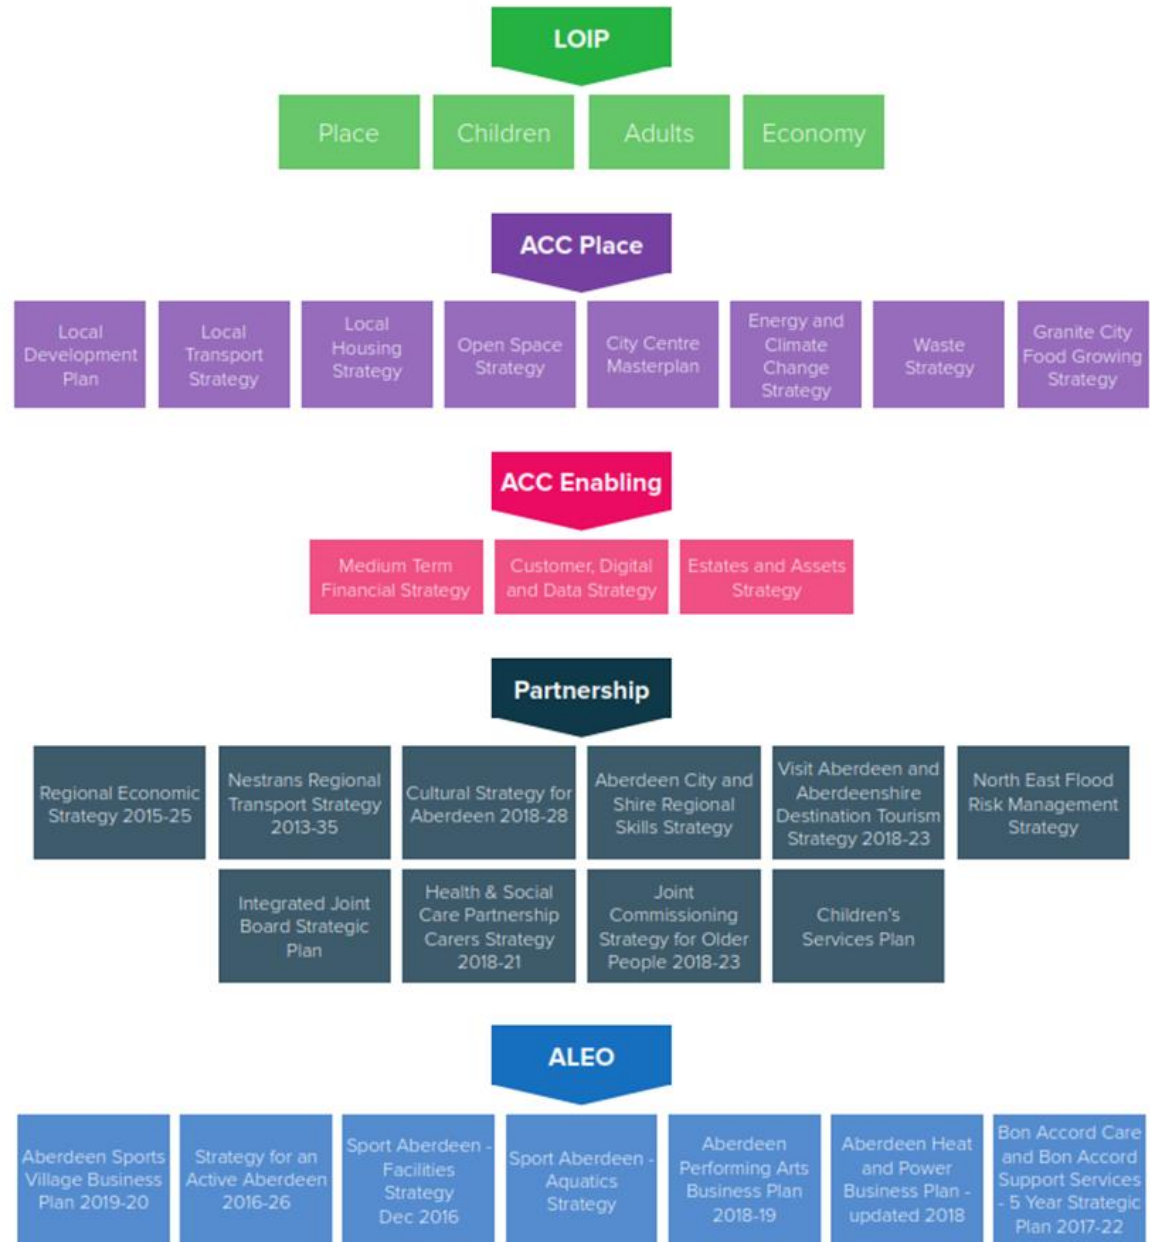 LOIP
Place
Children
Adults
Economy
ACC Place
Local
Development
Plan
Local
Transport
Strategy
Local
Housing
Strategy
Open Space
Strategy
City Centre
Masterplan
Energy and
Climate
Change
Strategy
Waste
Strategy
Granite City
Food Growing
Strategy
ACC Enabling
Medium Term
Financial Strategy
Customer, Digital
and Data Strategy
Estates and Assets
Strategy
Partnership
Regional Economic
Strategy 2015-25
Nestrans Regional
Transport Strategy
2013-35
Cultural Strategy for
Aberdeen 2018-28
Aberdeen City and
Shire Regional
Skills Strategy
Visit Aberdeen and
Aberdeenshire
Destination Tourism
Strategy 2018-23
North East Flood
Risk Management
Strategy
Integrated Joint
Board Strategic
Plan
Health & Social
Care Partnership
Carers Strategy
2018-21
Joint
Commissioning
Strategy for Older
People 2018-23
Children's
Services Plan
ALEO
Aberdeen Sports
Village Business
Plan 2019-20
Strategy for an
Active Aberdeen
2016-26
Sport Aberdeen -
Facilities
Strategy
Dec 2016
Sport Aberdeen -
Aquatics
Strategy
Aberdeen
Performing Arts
Business Plan
2018-19
Aberdeen Heat
and Power
Business Plan -
updated 2018
Bon Accord Care
and Bon Accord
Support Services
- 5 Year Strategic
Plan 2017-22